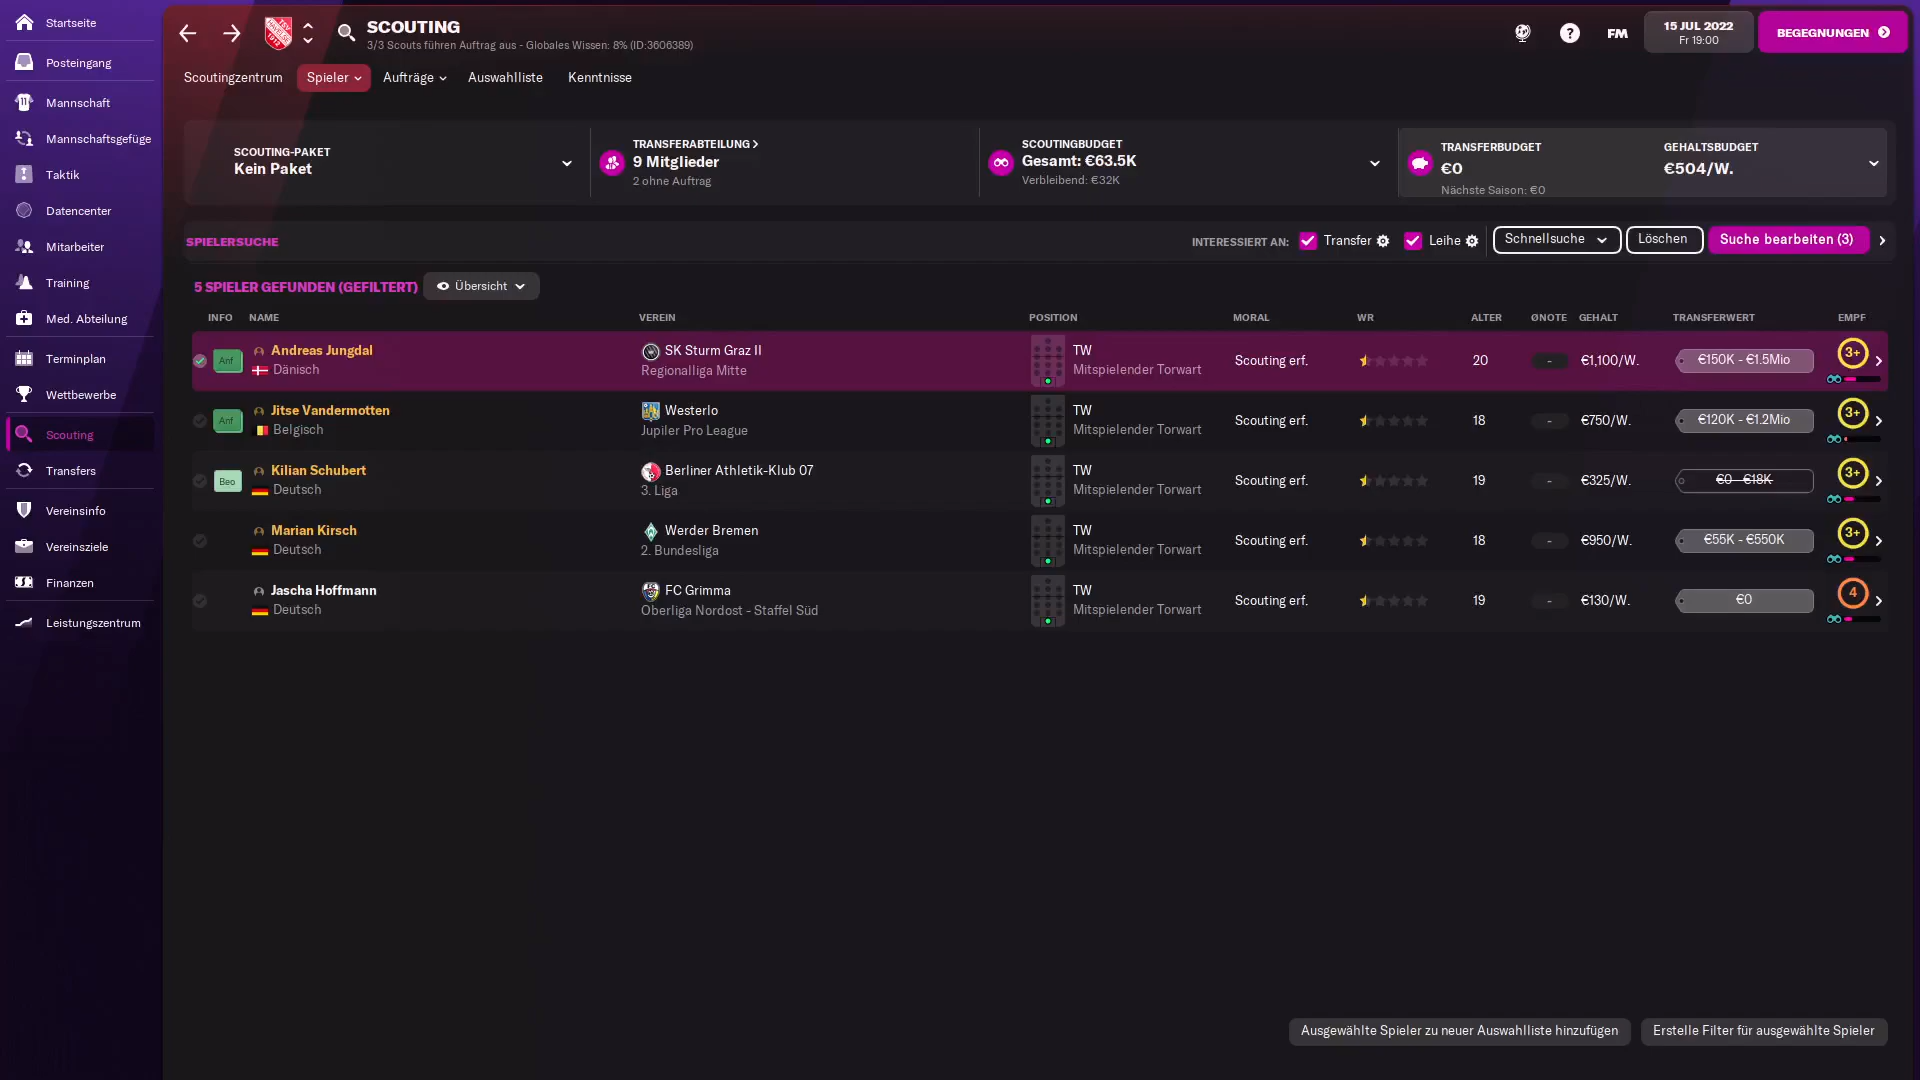 Startseite
Posteingang
Mannschaft
Mannschaftsgefüge
Taktik
Datencenter
Mitarbeiter
Training
Med. Abteilung
Terminplan
Wettbewerbe
Scouting
Transfers
Vereinsinfo
Vereinsziele
Finanzen
Leistungszentrum
SCOUTING
3/3 Scouts führen Auftrag aus - Globales Wissen: 8% (ID:3606389)
FM
15 JUL 2022
Fr 19:00
BEGEGNUNGEN
Scoutingzentrum Spieler Aufträge Auswahlliste Kenntnisse
SCOUTING-PAKET
Kein Paket
TRANSFERABTEILUNG
9 Mitglieder
2 ohne Auftrag
SCOUTINGBUDGET
Gesamt: €63.5K
Verbleibend: €32K
TRANSFERBUDGET
€0
Nächste Saison: €0
GEHALTSBUDGET
€504/W.
SPIELERSUCHE
INTERESSIERT AN: Transfer Leihe Schnellsuche Löschen Suche bearbeiten (3)
5 SPIELER GEFUNDEN (GEFILTERT) Übersicht
INFO NAME VEREIN POSITION MORAL WR ALTER ØNOTE GEHALT TRANSFERWERT EMPF
Anf Andreas Jungdal SK Sturm Graz II TW Scouting erf. 20 - €1,100/W. €150K - €1.5Mio 3+
Dänisch Regionalliga Mitte Mitspielender Torwart
Anf Jitse Vandermotten Westerlo TW Scouting erf. 18 - €750/W. €120K - €1.2Mio 3+
Belgisch Jupiler Pro League Mitspielender Torwart
Beo Kilian Schubert Berliner Athletik-Klub 07 TW Scouting erf. 19 - €325/W. €0 - €18K 3+
Deutsch 3. Liga Mitspielender Torwart
Marian Kirsch Werder Bremen TW Scouting erf. 18 - €950/W. €55K - €550K 3+
Deutsch 2. Bundesliga Mitspielender Torwart
Jascha Hoffmann FC Grimma TW Scouting erf. 19 - €130/W. €0 4
Deutsch Oberliga Nordost - Staffel Süd Mitspielender Torwart
Ausgewählte Spieler zu neuer Auswahlliste hinzufügen Erstelle Filter für ausgewählte Spieler